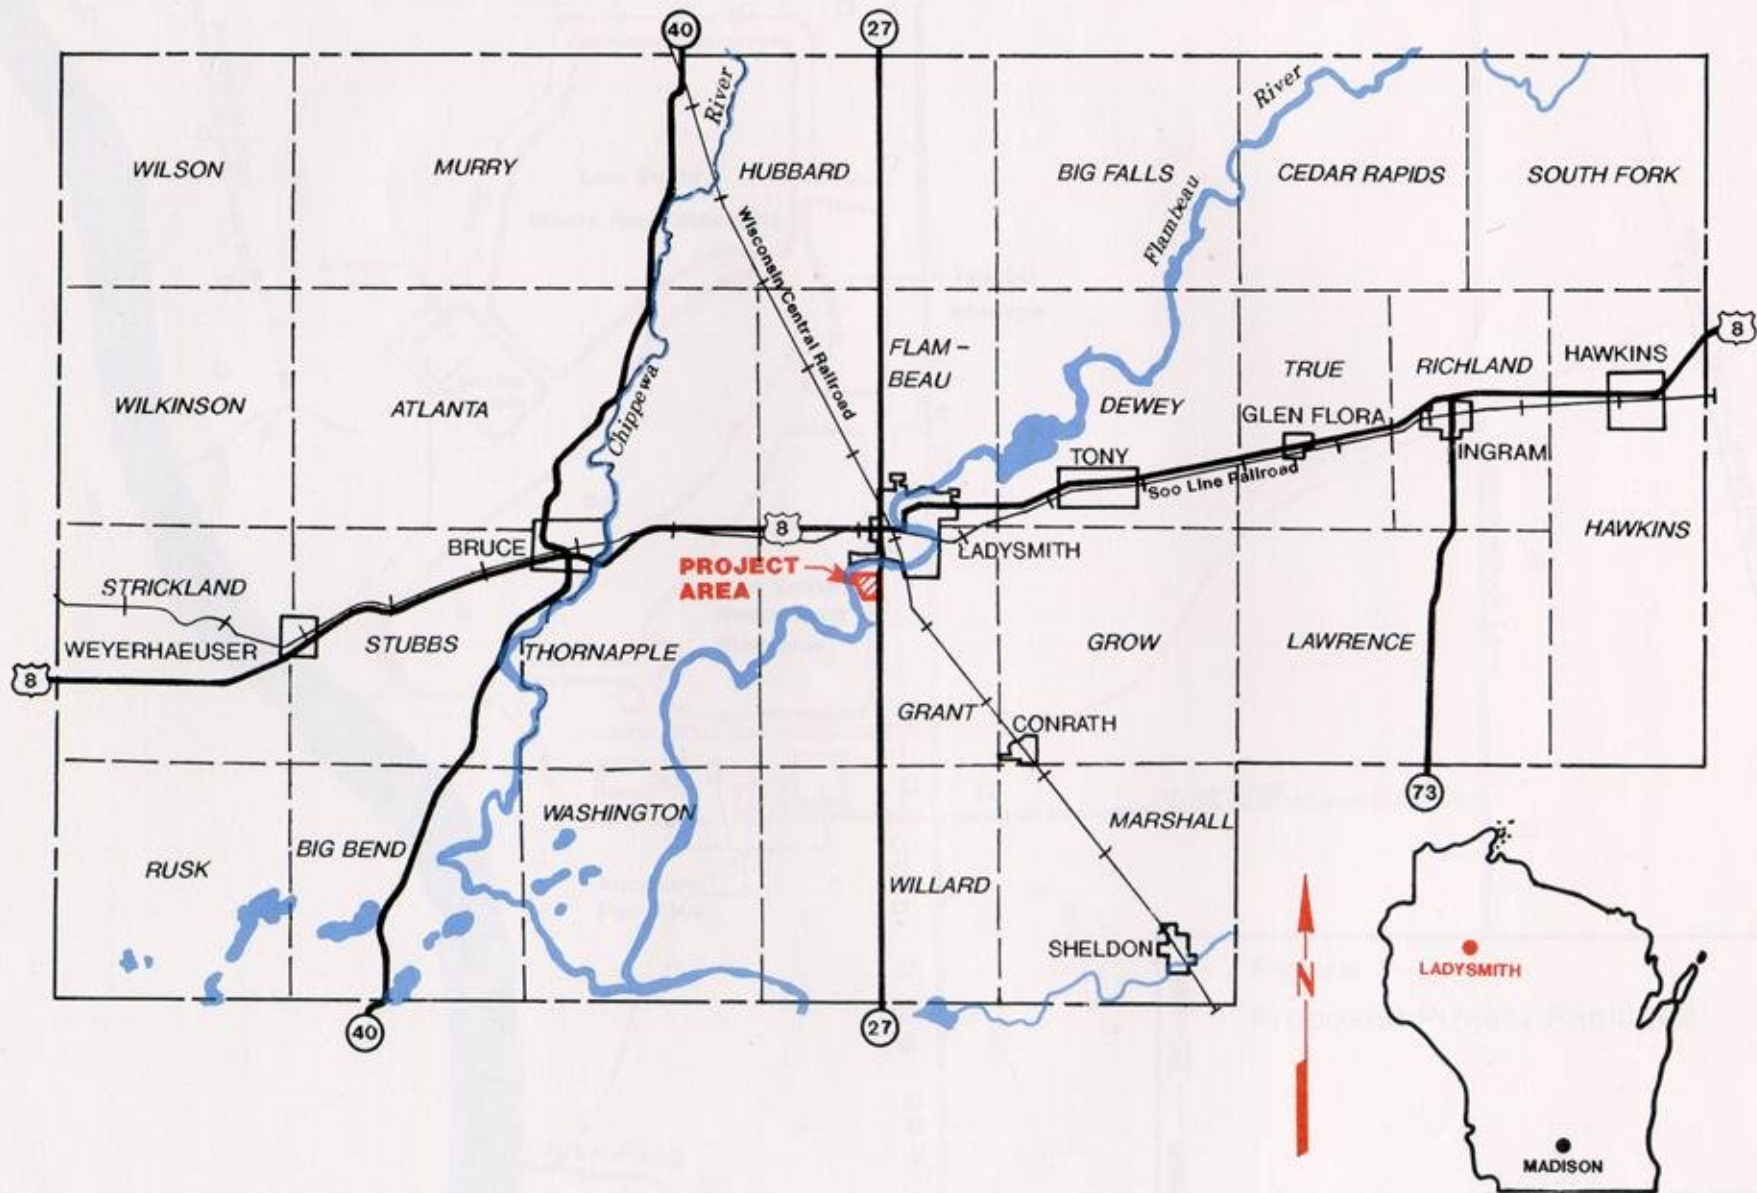 40
27
River
River
WILSON
MURRY
HUBBARD
BIG FALLS
CEDAR RAPIDS
SOUTH FORK
Wisconsin Central Railroad
Flambeau
8
FLAM-
BEAU
TRUE
RICHLAND
HAWKINS
WILKINSON
ATLANTA
Chippewa
DEWEY
GLEN FLORA
INGRAM
TONY
Soo Line Railroad
8
HAWKINS
BRUCE
LADYSMITH
PROJECT
AREA
STRICKLAND
WEYERHAEUSER
STUBBS
THORNAPPLE
GROW
LAWRENCE
8
GRANT
CONRATH
73
WASHINGTON
MARSHALL
RUSK
BIG BEND
WILLARD
SHELDON
N
LADYSMITH
40
27
MADISON